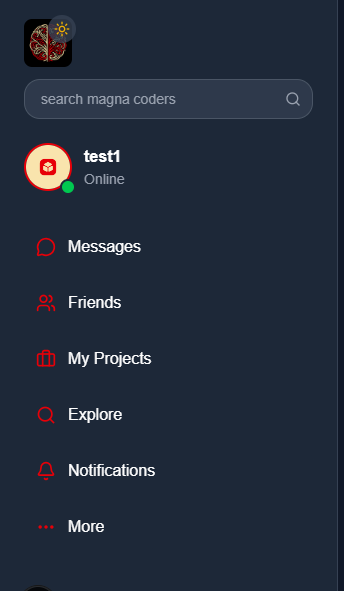 search magna coders
test1
Online
Messages
Friends
My Projects
Explore
Notifications
More